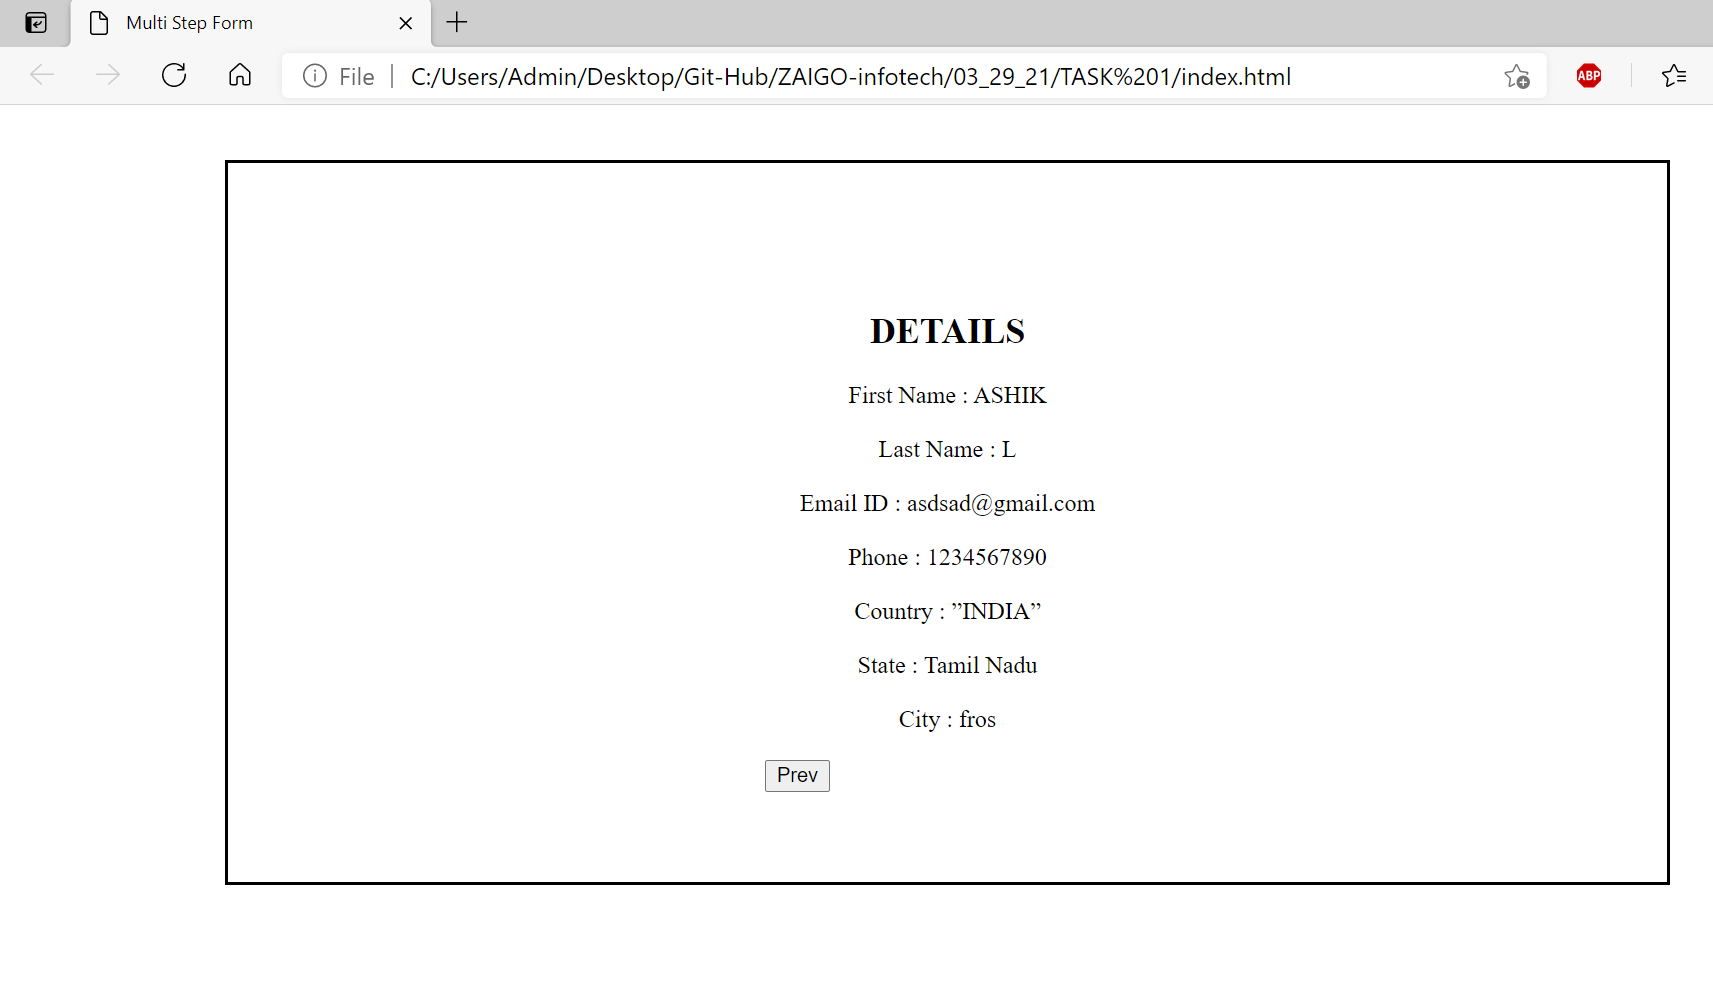 Multi Step Form
File C:/Users/Admin/Desktop/Git-Hub/ZAIGO-infotech/03_29_21/TASK%201/index.html
ABP
DETAILS
First Name : ASHIK
Last Name : L
Email ID : asdsad@gmail.com
Phone : 1234567890
Country : ”INDIA”
State : Tamil Nadu
City : fros
Prev